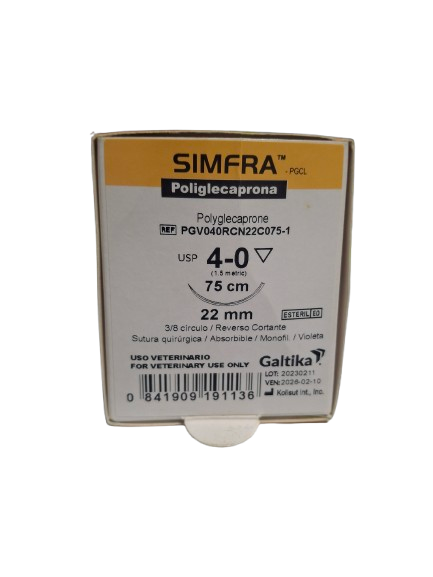 SIMFRA™ - PGCL
Poliglecaprona
Polyglecaprone
REF PGV040RCN22C075-1
USP 4-0
(1.5 metric)
75 cm
22 mm
ESTERIL EO
3/8 círculo / Reverso Cortante
Sutura quirúrgica / Absorbible / Monofil. / Violeta
USO VETERINARIO
FOR VETERINARY USE ONLY
Galtika
LOT: 20230211
VEN: 2028-02-10
Kollsut Int., Inc.
0 841909 191136